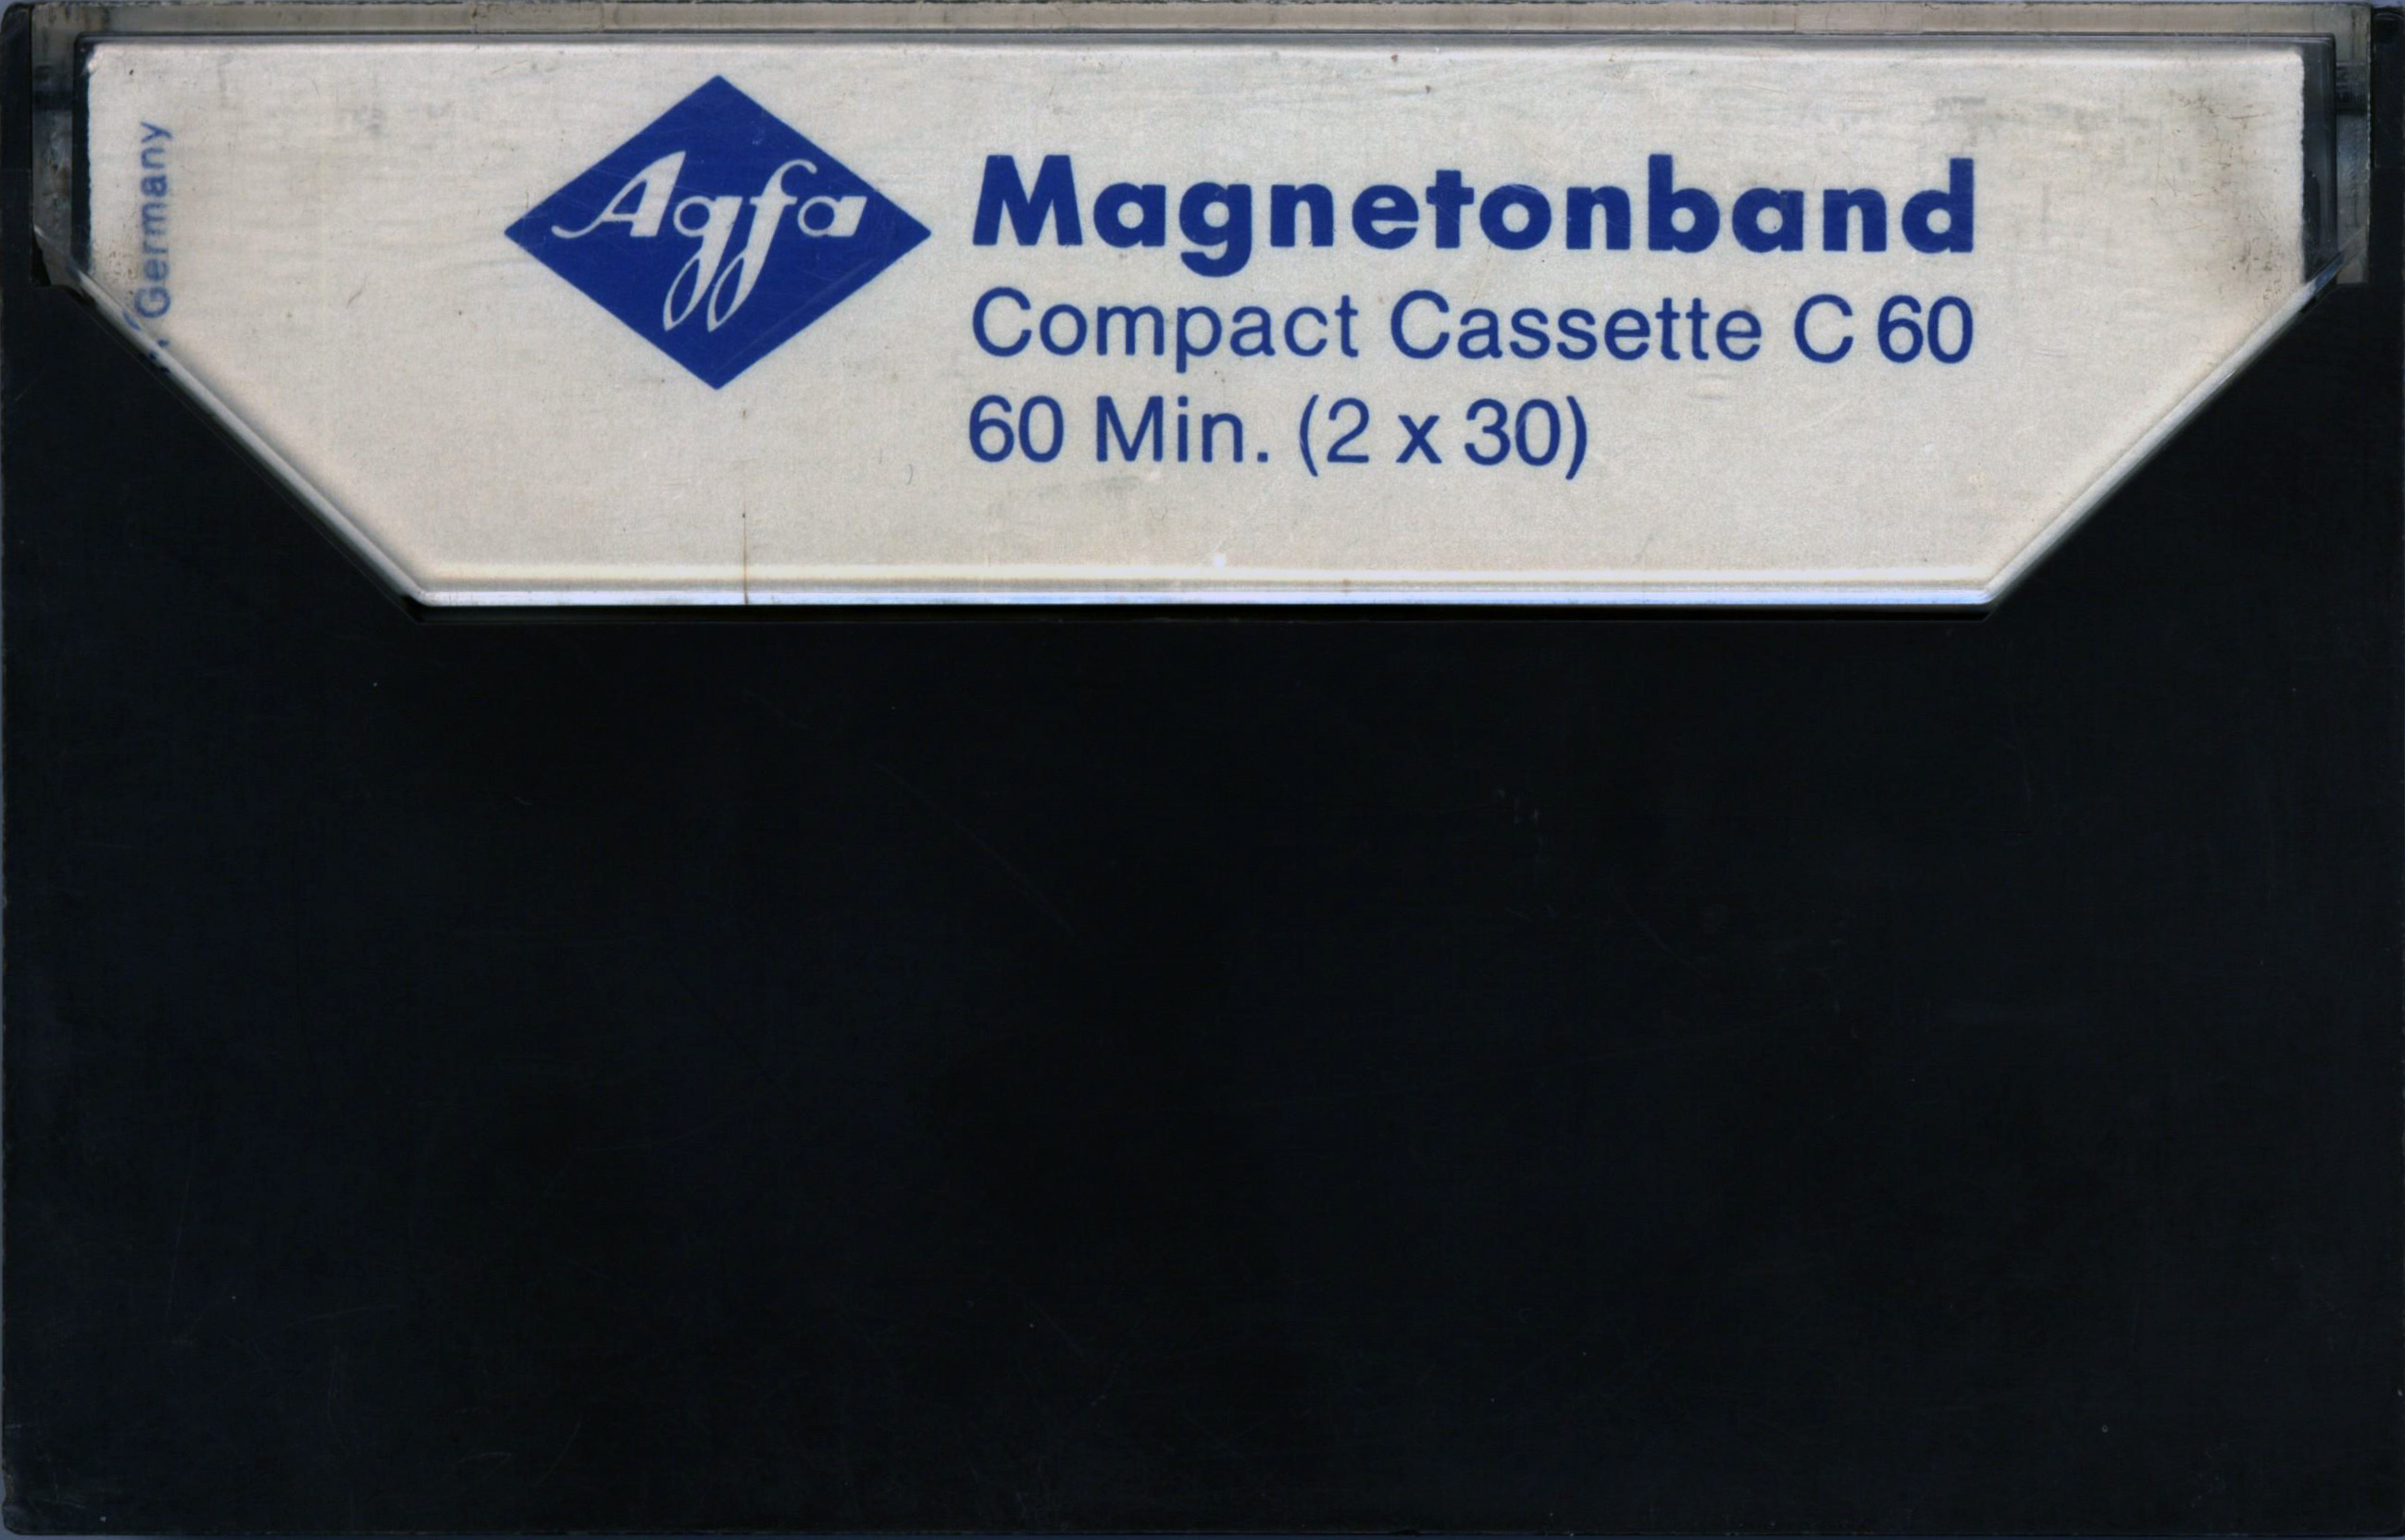 Agfa
Magnetonband
Compact Cassette C 60
60 Min. (2 x 30)
Germany